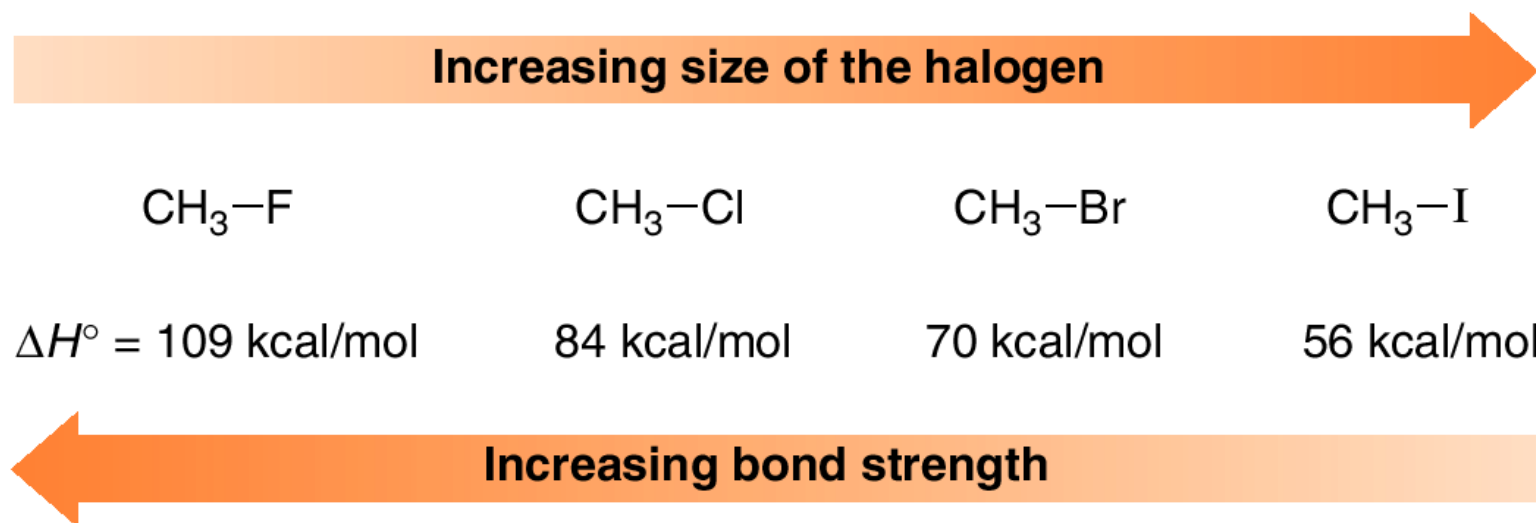 Increasing size of the halogen
CH₃–F CH₃–Cl CH₃–Br CH₃–I
ΔH° = 109 kcal/mol 84 kcal/mol 70 kcal/mol 56 kcal/mol
Increasing bond strength